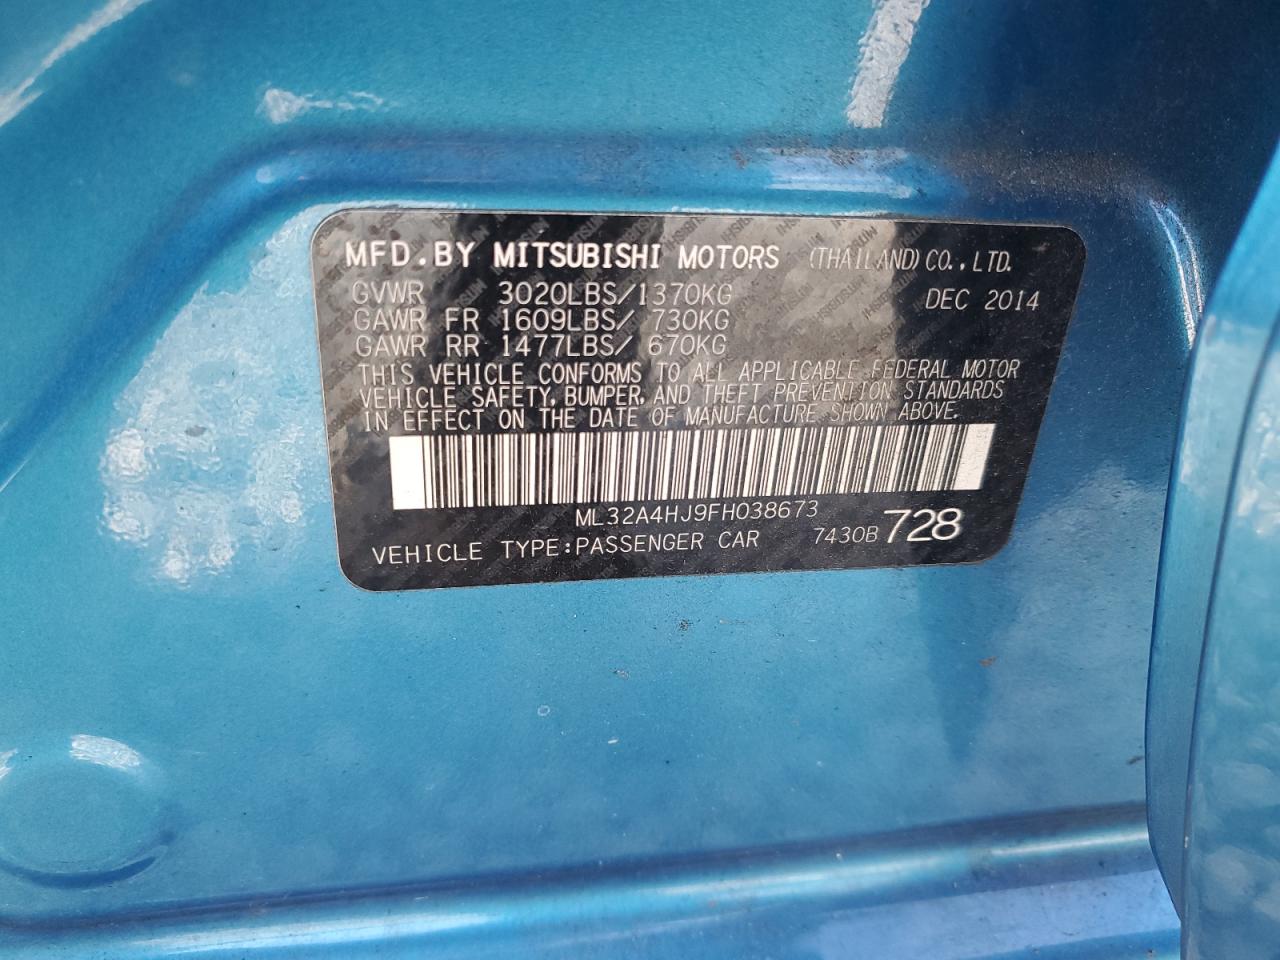 MFD.BY MITSUBISHI MOTORS (THAILAND)CO.,LTD.
GVWR 3020LBS/1370KG DEC 2014
GAWR FR 1609LBS/ 730KG
GAWR RR 1477LBS/ 670KG
THIS VEHICLE CONFORMS TO ALL APPLICABLE FEDERAL MOTOR
VEHICLE SAFETY, BUMPER, AND THEFT PREVENTION STANDARDS
IN EFFECT ON THE DATE OF MANUFACTURE SHOWN ABOVE.
ML32A4HJ9FH038673
VEHICLE TYPE:PASSENGER CAR 7430B 728